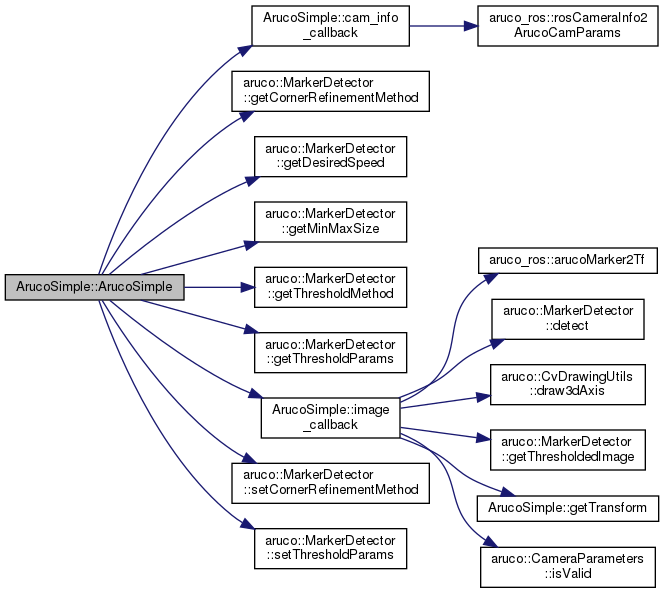 ArucoSimple::ArucoSimple
ArucoSimple::cam_info
_callback
aruco_ros::rosCameraInfo2
ArucoCamParams
aruco::MarkerDetector
::getCornerRefinementMethod
aruco::MarkerDetector
::getDesiredSpeed
aruco::MarkerDetector
::getMinMaxSize
aruco::MarkerDetector
::getThresholdMethod
aruco::MarkerDetector
::getThresholdParams
ArucoSimple::image
_callback
aruco_ros::arucoMarker2Tf
aruco::MarkerDetector
::detect
aruco::CvDrawingUtils
::draw3dAxis
aruco::MarkerDetector
::getThresholdedImage
ArucoSimple::getTransform
aruco::CameraParameters
::isValid
aruco::MarkerDetector
::setCornerRefinementMethod
aruco::MarkerDetector
::setThresholdParams